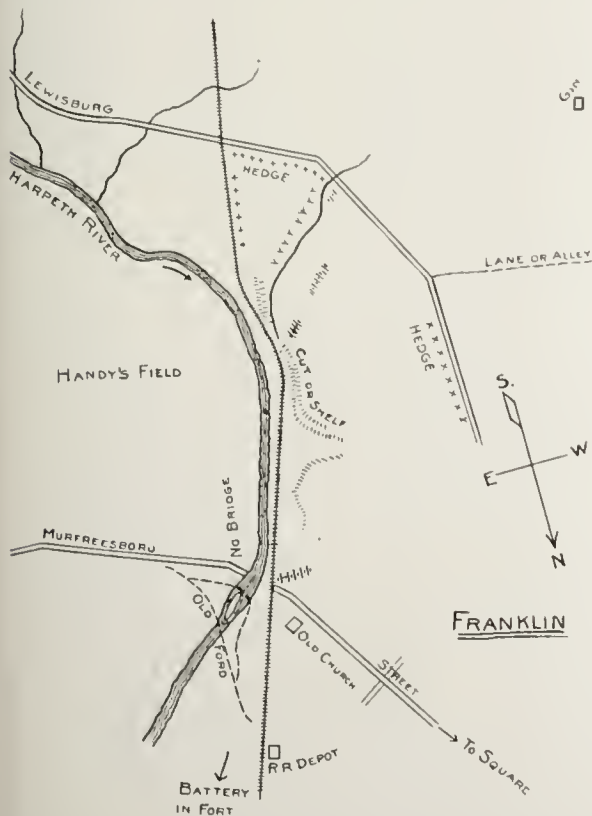 LEWISBURG
GIN
HEDGE
HARPETH RIVER
LANE OR ALLEY
HEDGE
CUT OR SHELF
HANDY'S FIELD
S.
E
W
N
NO BRIDGE
MURFREESBORO
OLD FORD
FRANKLIN
OLD CHURCH
STREET
TO SQUARE
RR DEPOT
BATTERY
IN FORT